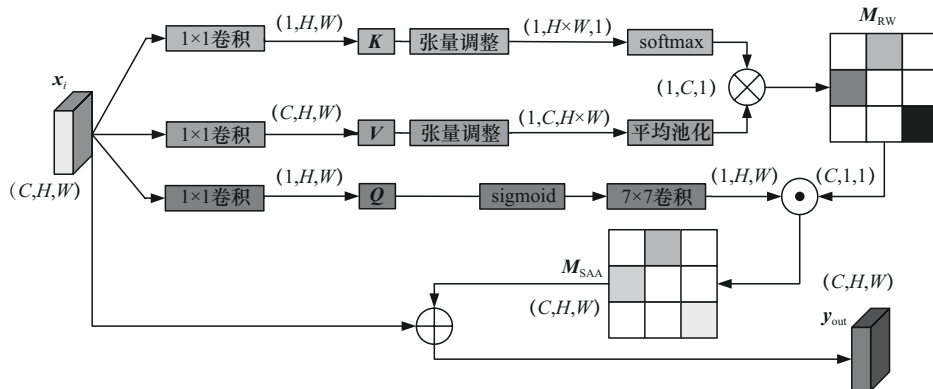 1×1卷积 (1,H,W) K 张量调整 (1,H×W,1) softmax M_RW
x_i
(1,C,1)
1×1卷积 (C,H,W) V 张量调整 (1,C,H×W) 平均池化
(C,H,W)
1×1卷积 (1,H,W) Q sigmoid 7×7卷积 (1,H,W) (C,1,1)
M_SAA
(C,H,W)
(C,H,W)
y_out